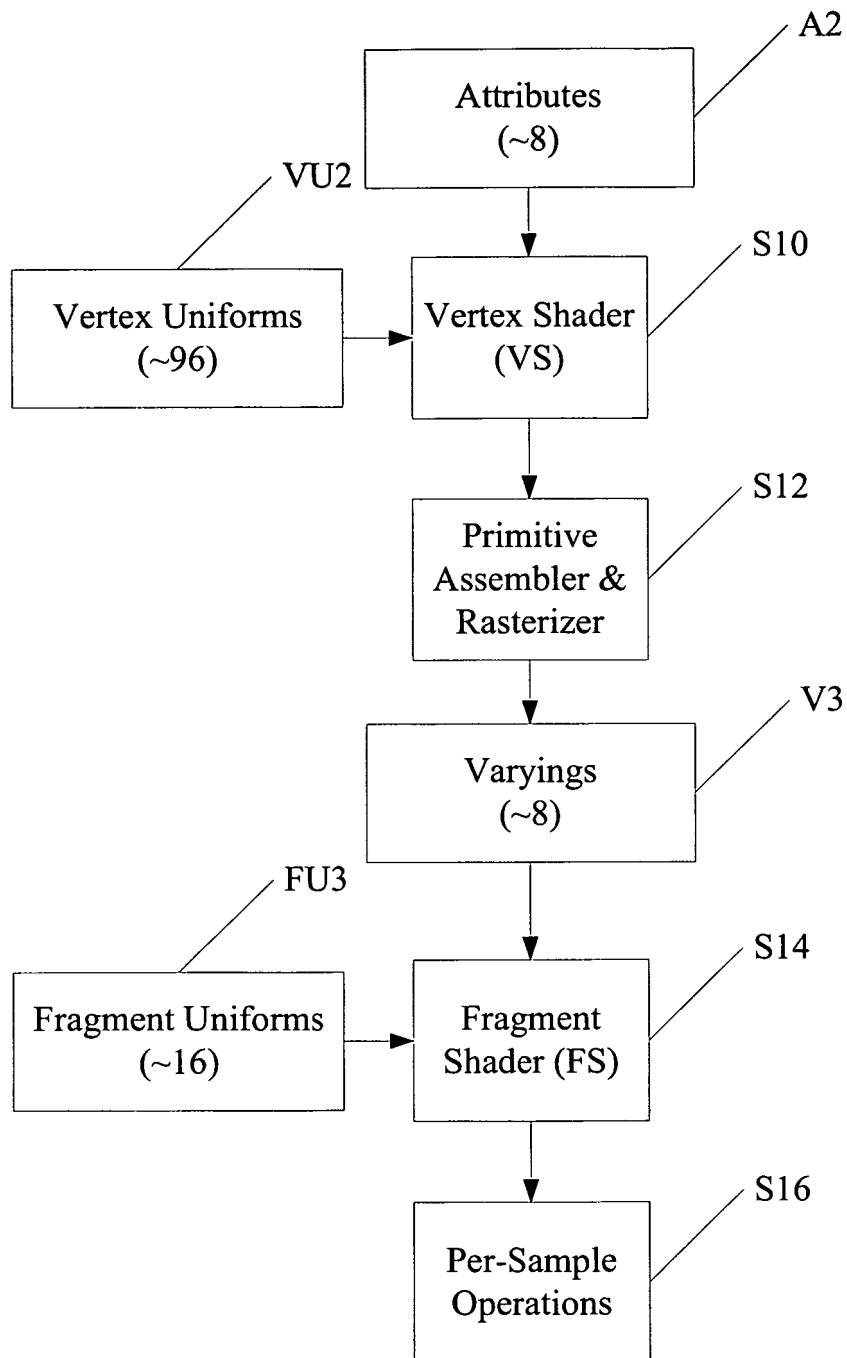 A2
Attributes
(~8)
VU2
S10
Vertex Uniforms
(~96)
Vertex Shader
(VS)
S12
Primitive
Assembler &
Rasterizer
V3
Varyings
(~8)
FU3
S14
Fragment Uniforms
(~16)
Fragment
Shader (FS)
S16
Per-Sample
Operations